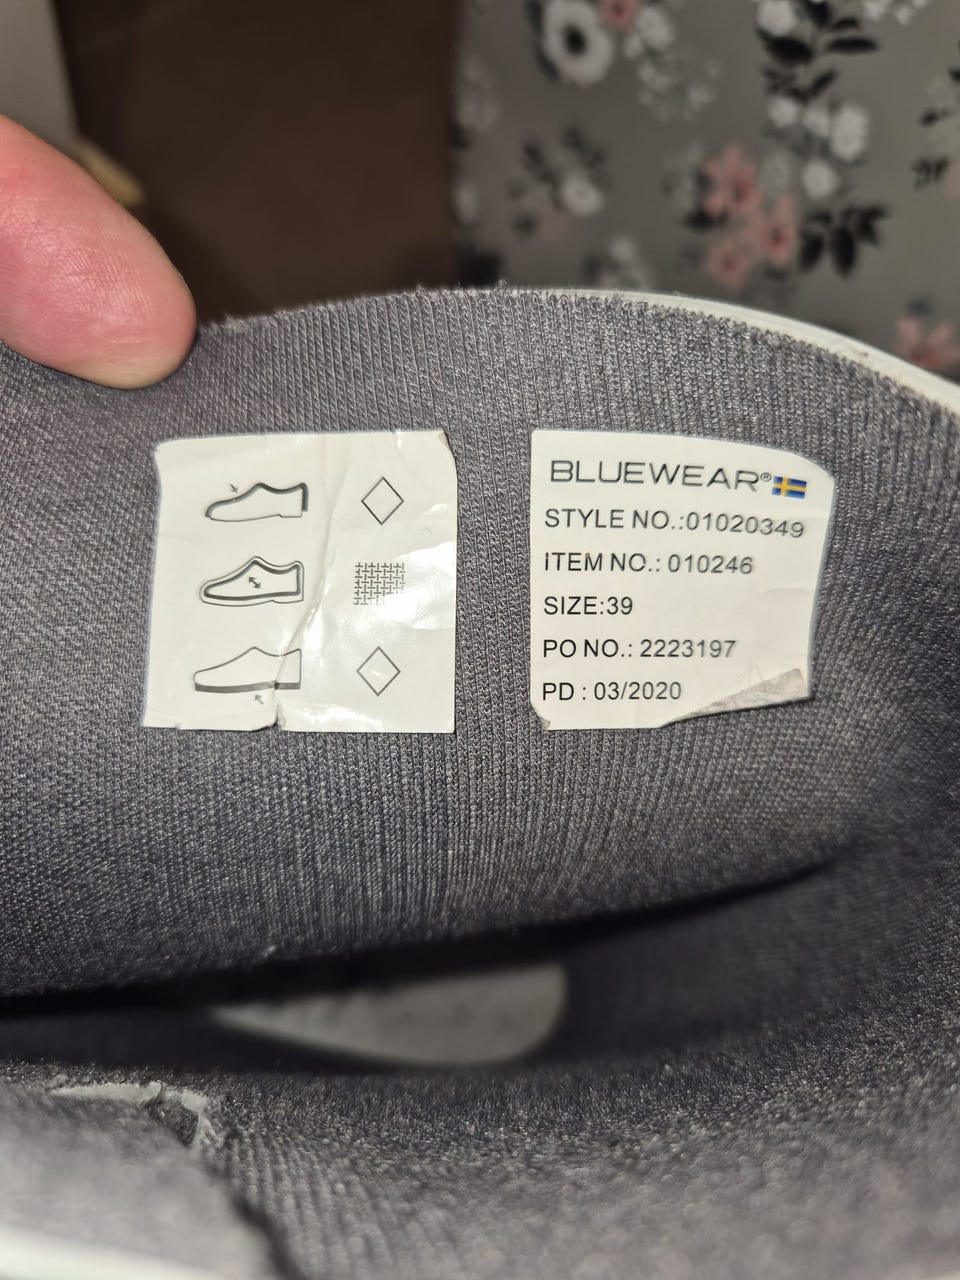 BLUEWEAR®
STYLE NO.:01020349
ITEM NO.: 010246
SIZE:39
PO NO.: 2223197
PD : 03/2020